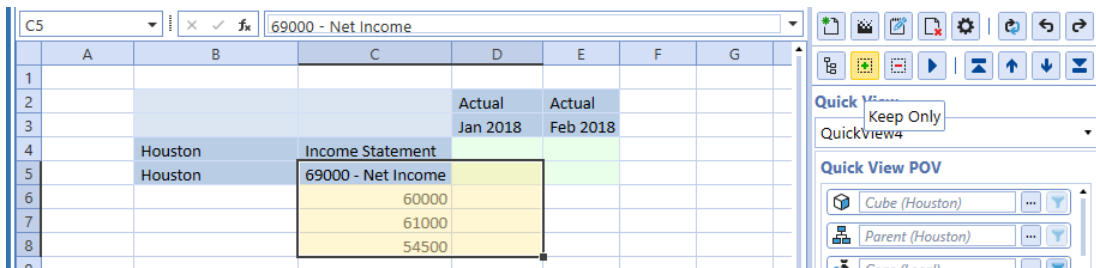 C5 fx 69000 - Net Income
A B C D E F G
1
2 Actual Actual
3 Jan 2018 Feb 2018
4 Houston Income Statement
5 Houston 69000 - Net Income
6 60000
7 61000
8 54500
Quick View
Keep Only
QuickView4
Quick View POV
Cube (Houston) ...
Parent (Houston) ...